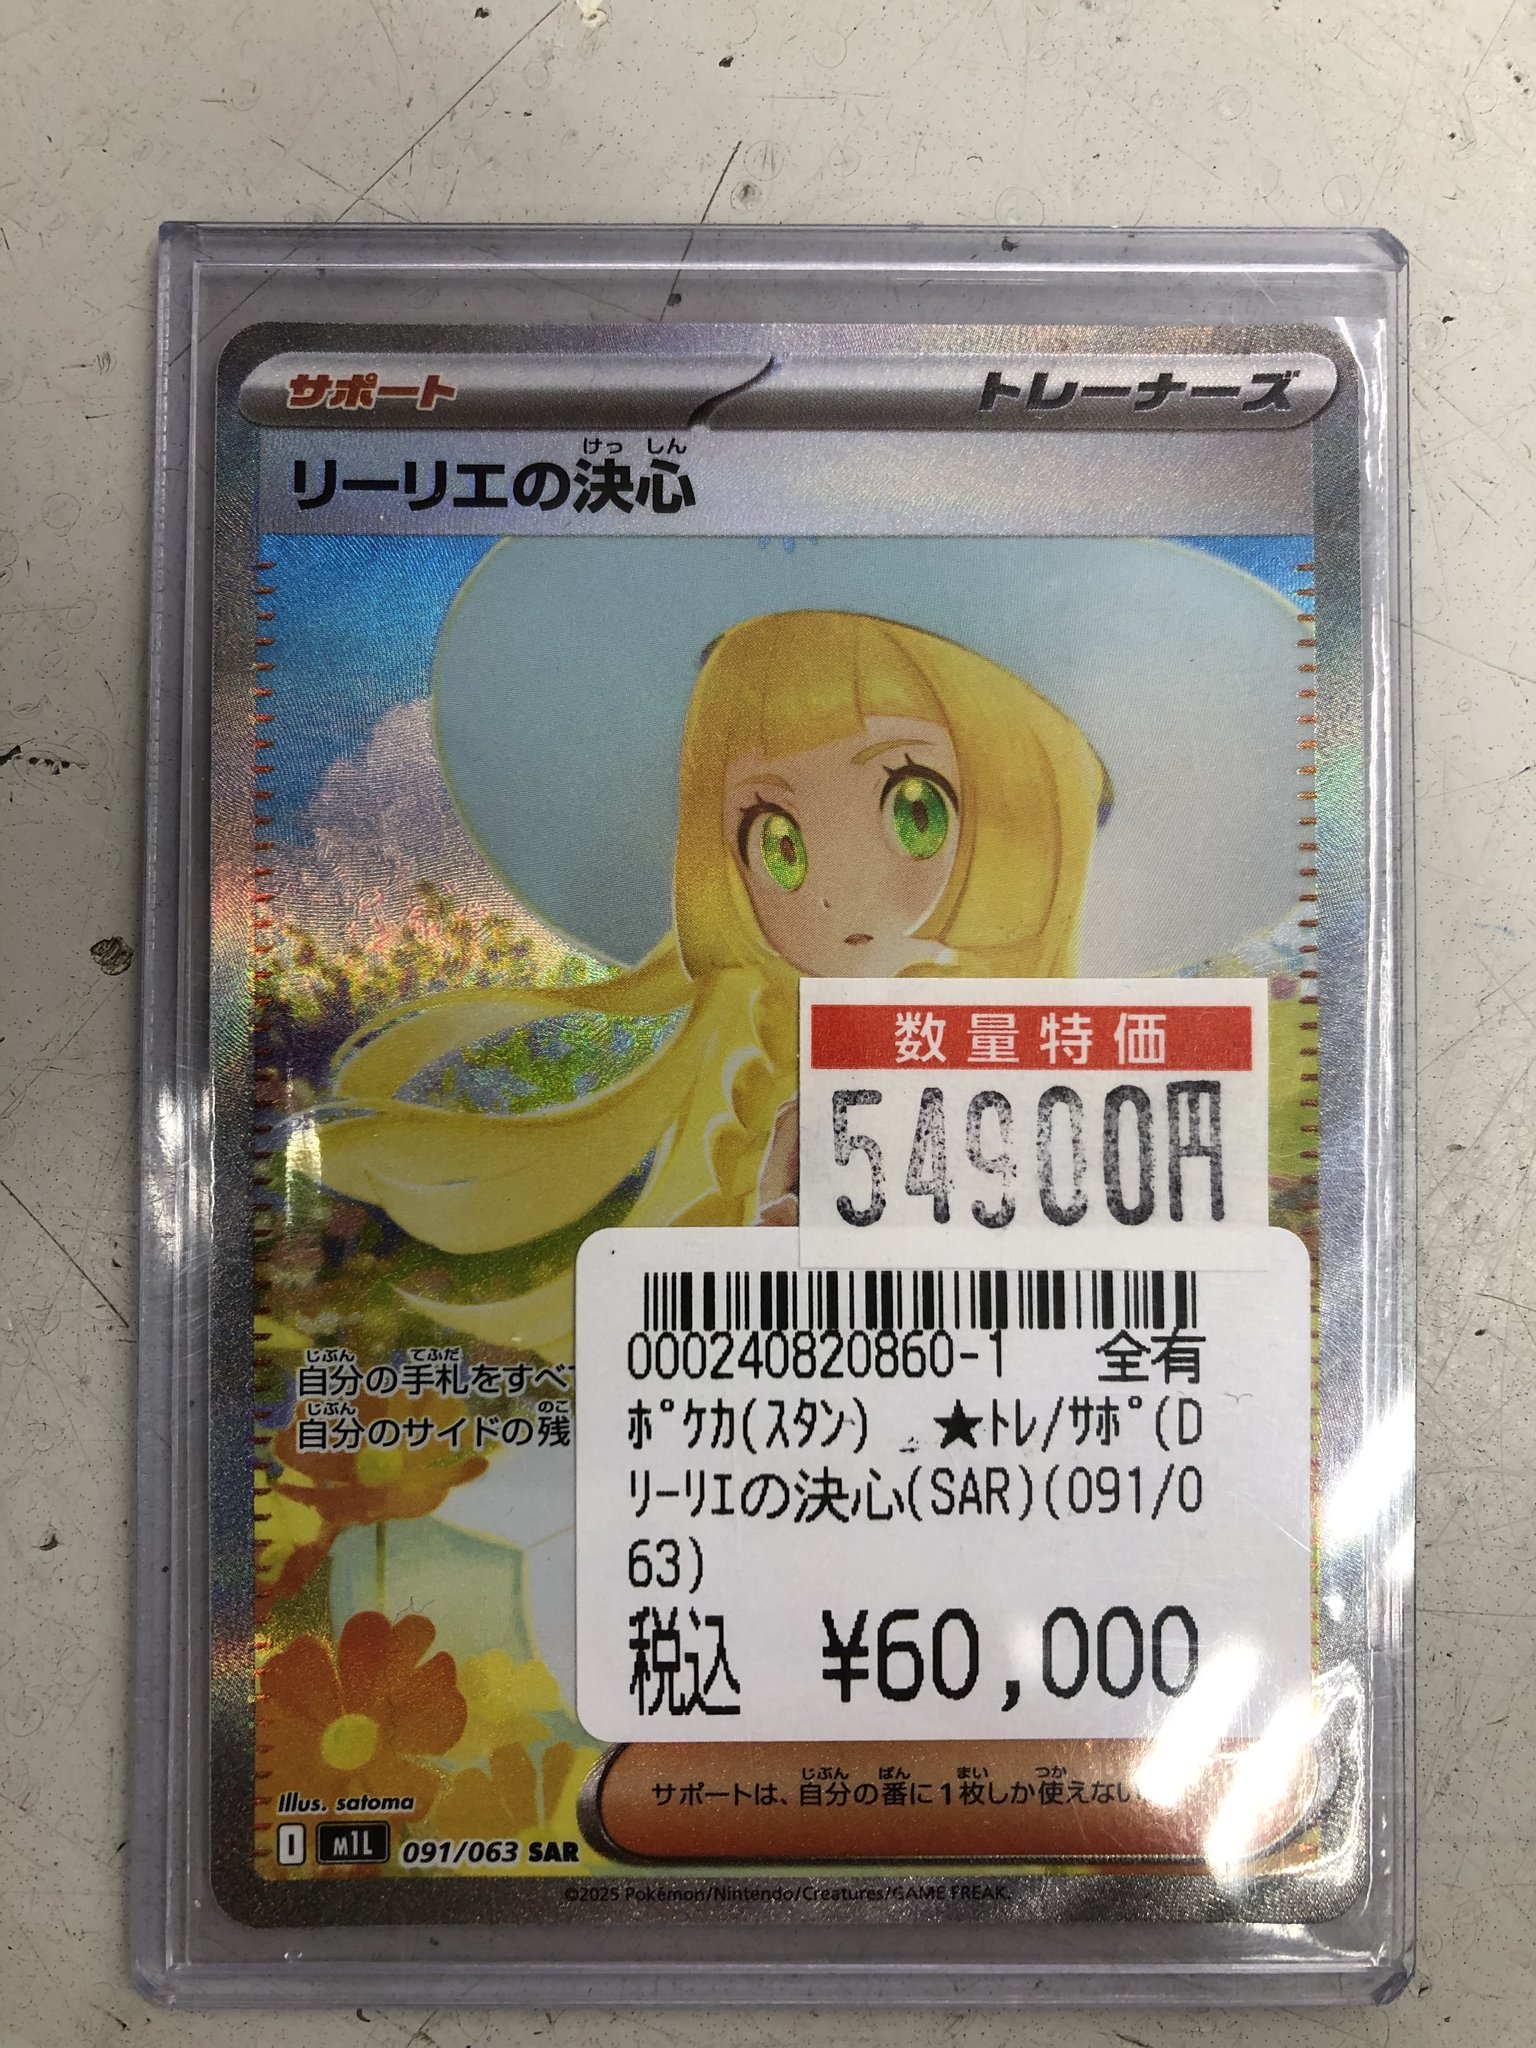 サポート トレーナーズ
けっ しん
リーリエの決心
数量特価
54900円
000240820860-1 全有
ﾎﾟｹｶ(ｽﾀﾝ) ★ﾄﾚ/ｻﾎﾟ(D
ﾘｰﾘｴの決心(SAR)(091/0
63)
税込 ¥60,000
じぶん てふだ
自分の手札をすべ
じぶん のこ
自分のサイドの残
じぶん ばん まい つか
サポートは、自分の番に1枚しか使えない
Illus. satoma
I M1L 091/063 SAR
©2025 Pokémon/Nintendo/Creatures/GAME FREAK.